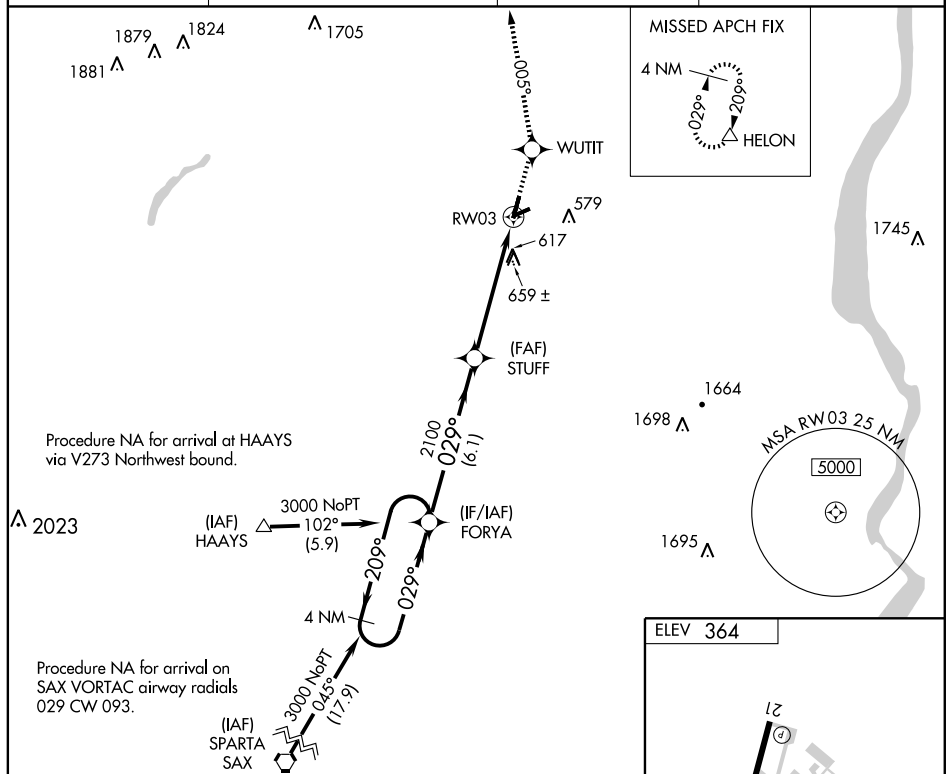 1879
1824
1705
1881
005°
WUTIT
MISSED APCH FIX
4 NM
029°
209°
HELON
RW03
579
617
659 ±
1745
(FAF)
STUFF
2100
029°
(6.1)
1664
1698
MSA RW03 25 NM
5000
Procedure NA for arrival at HAAYS
via V273 Northwest bound.
2023
(IAF)
HAAYS
3000 NoPT
102°
(5.9)
(IF/IAF)
FORYA
209°
029°
4 NM
1695
Procedure NA for arrival on
SAX VORTAC airway radials
029 CW 093.
3000 NoPT
045°
(17.9)
(IAF)
SPARTA
SAX
ELEV 364
21
P